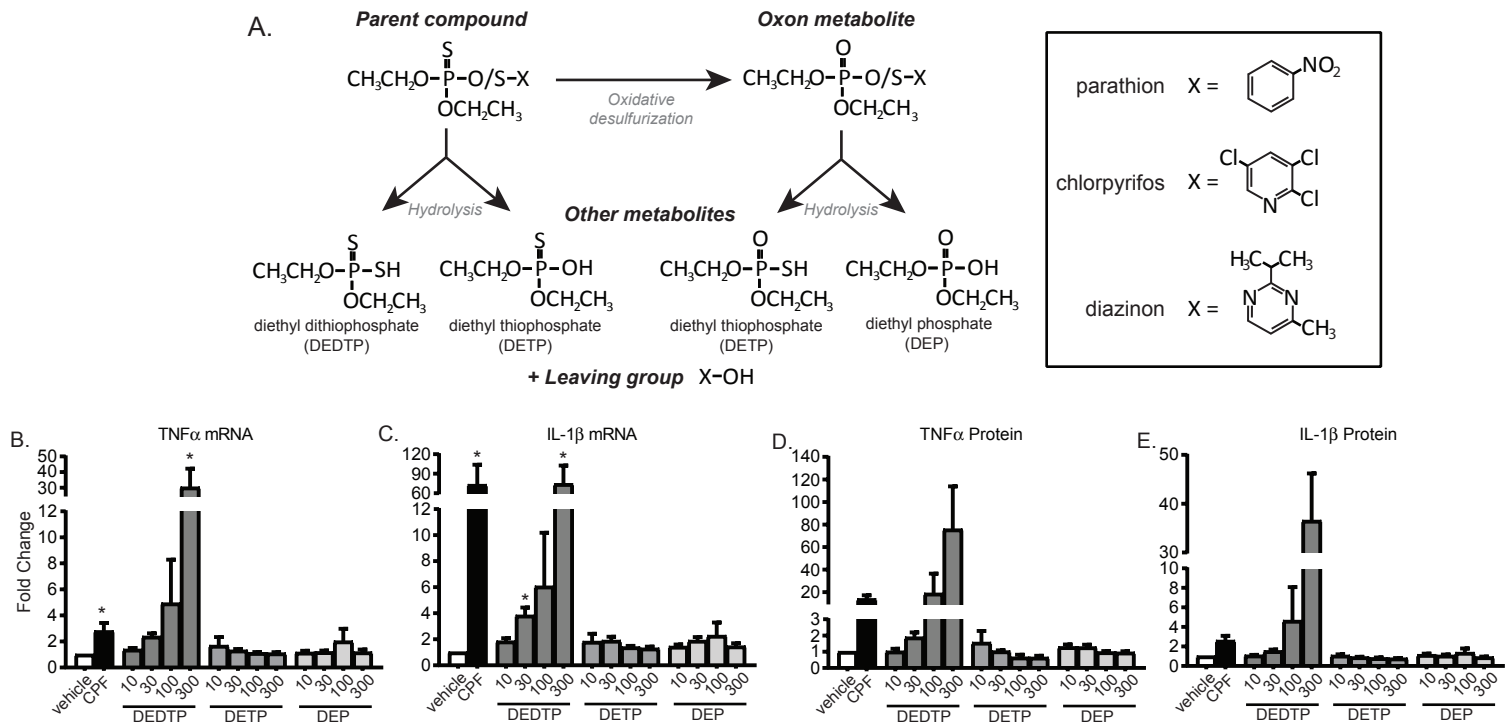 A.
Parent compound
Oxon metabolite
S
CH₃CH₂O–P–O/S–X
OCH₂CH₃
Oxidative
desulfurization
O
CH₃CH₂O–P–O/S–X
OCH₂CH₃
Hydrolysis
Other metabolites
Hydrolysis
S
CH₃CH₂O–P–SH
OCH₂CH₃
diethyl dithiophosphate
(DEDTP)
S
CH₃CH₂O–P–OH
OCH₂CH₃
diethyl thiophosphate
(DETP)
O
CH₃CH₂O–P–SH
OCH₂CH₃
diethyl thiophosphate
(DETP)
O
CH₃CH₂O–P–OH
OCH₂CH₃
diethyl phosphate
(DEP)
+ Leaving group X–OH
parathion X =
NO₂
chlorpyrifos X =
Cl
Cl
Cl
N
diazinon X =
H₃C
CH₃
N
N
CH₃
B.
TNFα mRNA
Fold Change
50
40
30
12
10
8
6
4
2
0
*
*
vehicle
CPF
10
30
100
300
10
30
100
300
10
30
100
300
DEDTP
DETP
DEP
C.
IL-1β mRNA
120
90
60
12
10
8
6
4
2
0
*
*
*
vehicle
CPF
10
30
100
300
10
30
100
300
10
30
100
300
DEDTP
DETP
DEP
D.
TNFα Protein
140
120
100
80
60
40
20
3
2
1
0
vehicle
CPF
10
30
100
300
10
30
100
300
10
30
100
300
DEDTP
DETP
DEP
E.
IL-1β Protein
50
40
30
10
8
6
4
2
0
vehicle
CPF
10
30
100
300
10
30
100
300
10
30
100
300
DEDTP
DETP
DEP